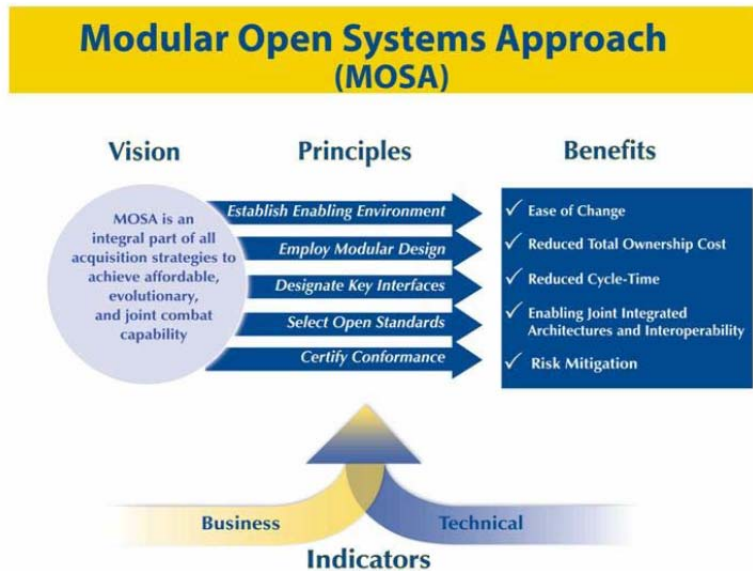 Modular Open Systems Approach
(MOSA)
Vision
Principles
Benefits
MOSA is an
integral part of all
acquisition strategies to
achieve affordable,
evolutionary,
and joint combat
capability
Establish Enabling Environment
Employ Modular Design
Designate Key Interfaces
Select Open Standards
Certify Conformance
✓ Ease of Change
✓ Reduced Total Ownership Cost
✓ Reduced Cycle-Time
✓ Enabling Joint Integrated
Architectures and Interoperability
✓ Risk Mitigation
Business
Technical
Indicators